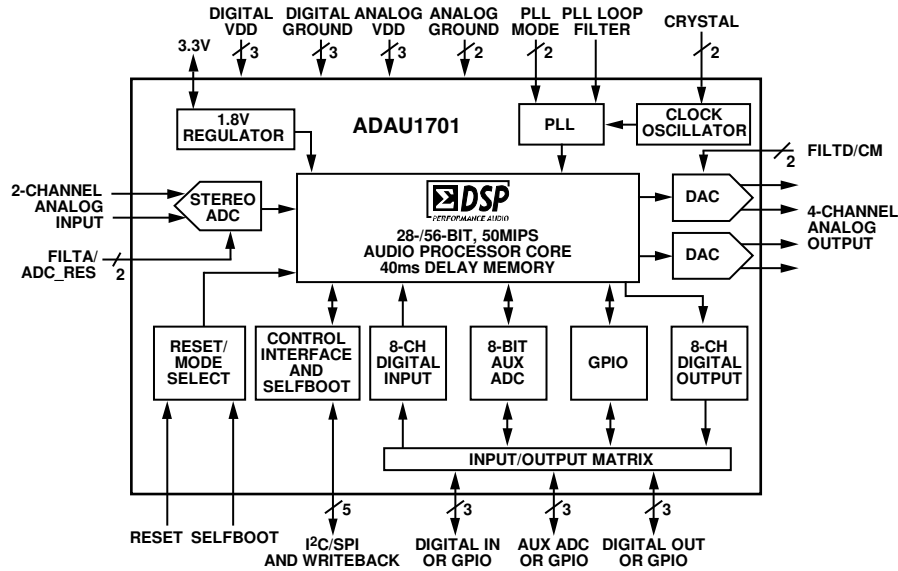 DIGITAL VDD
DIGITAL GROUND
ANALOG VDD
ANALOG GROUND
PLL MODE
PLL LOOP FILTER
CRYSTAL
3.3V
3
3
3
2
2
2
1.8V
REGULATOR
ADAU1701
PLL
CLOCK
OSCILLATOR
2
FILTD/CM
2-CHANNEL
ANALOG
INPUT
STEREO
ADC
FILTA/
ADC_RES
2
DSP
PERFORMANCE AUDIO
28-/56-BIT, 50MIPS
AUDIO PROCESSOR CORE
40ms DELAY MEMORY
DAC
DAC
4-CHANNEL
ANALOG
OUTPUT
RESET/
MODE
SELECT
CONTROL
INTERFACE
AND
SELFBOOT
8-CH
DIGITAL
INPUT
8-BIT
AUX
ADC
GPIO
8-CH
DIGITAL
OUTPUT
INPUT/OUTPUT MATRIX
5
3
3
3
RESET
SELFBOOT
I²C/SPI
AND WRITEBACK
DIGITAL IN
OR GPIO
AUX ADC
OR GPIO
DIGITAL OUT
OR GPIO